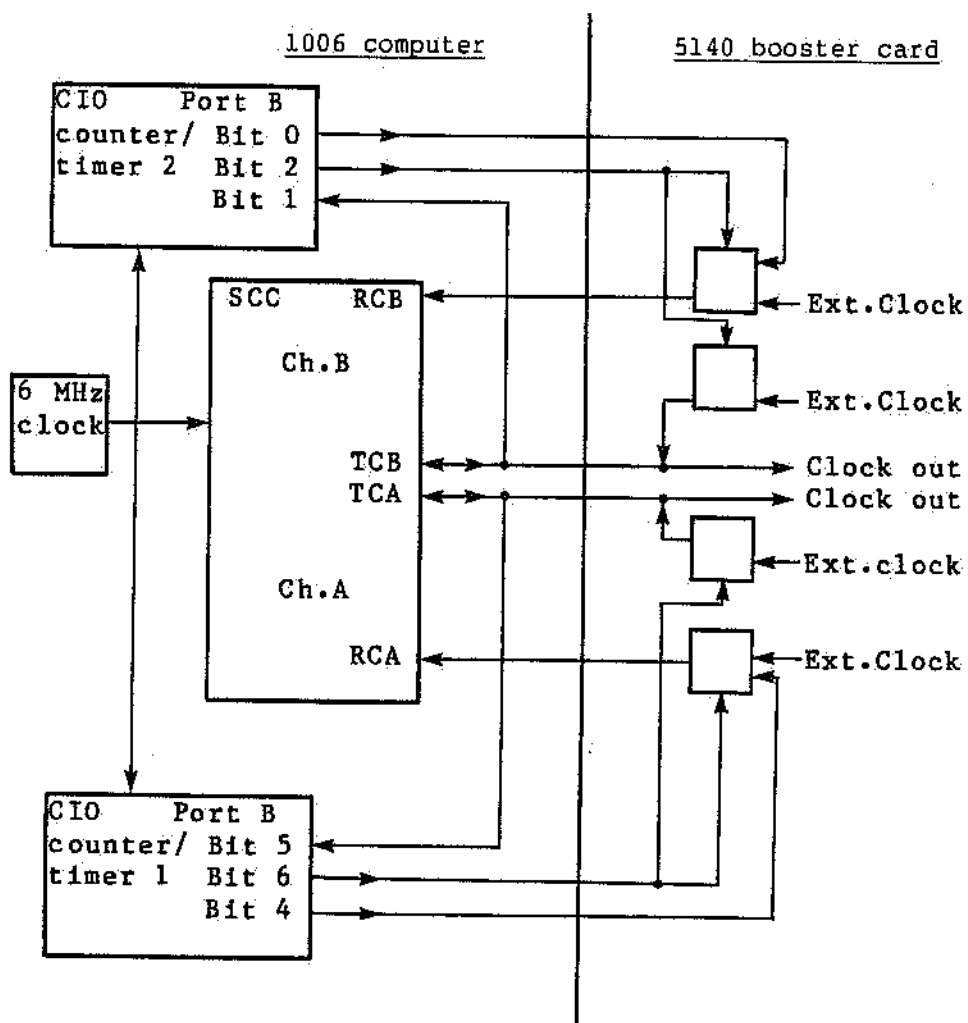 1006 computer
5140 booster card
CIO Port B
counter/ Bit 0
timer 2 Bit 2
Bit 1
SCC RCB
Ext.Clock
Ch.B
6 MHz
clock
Ext.Clock
TCB
Clock out
TCA
Clock out
Ext.clock
Ch.A
RCA
Ext.Clock
CIO Port B
counter/ Bit 5
timer 1 Bit 6
Bit 4